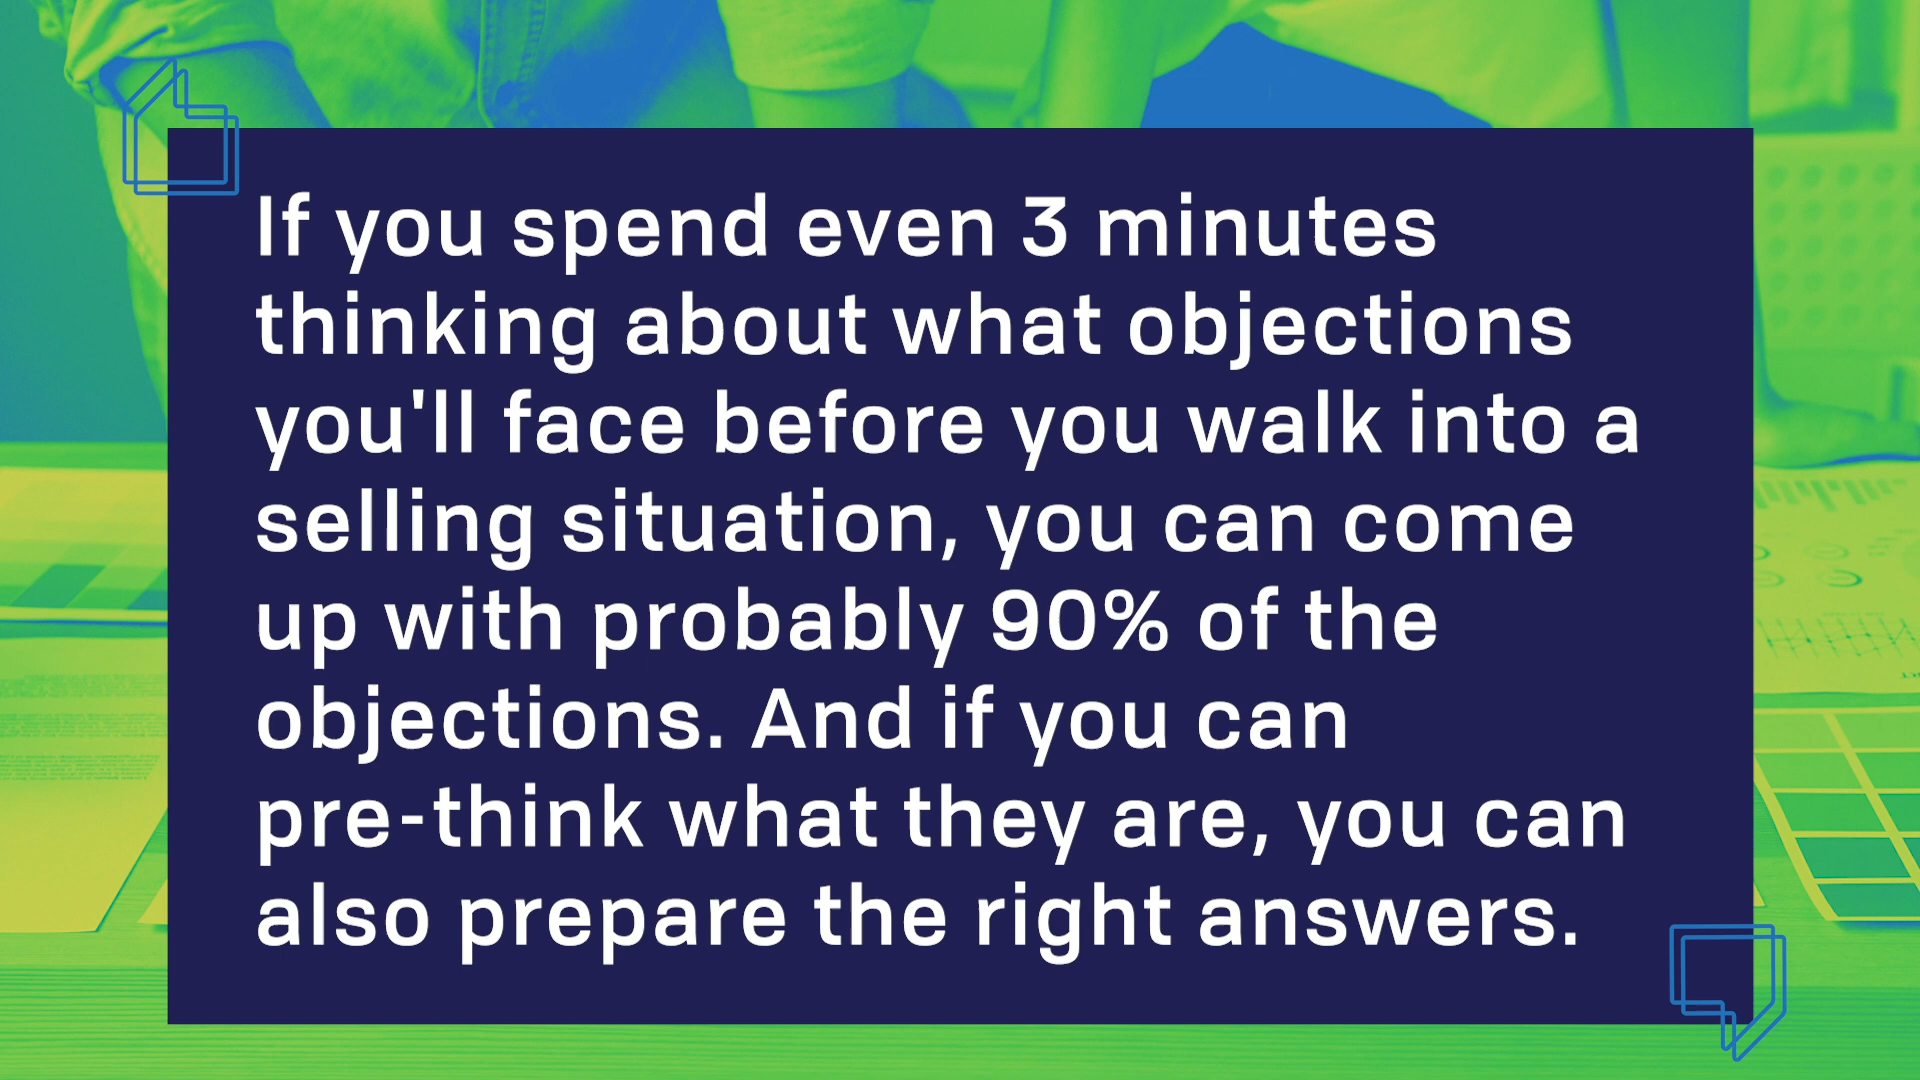 If you spend even 3 minutes
thinking about what objections
you'll face before you walk into a
selling situation, you can come
up with probably 90% of the
objections. And if you can
pre-think what they are, you can
also prepare the right answers.